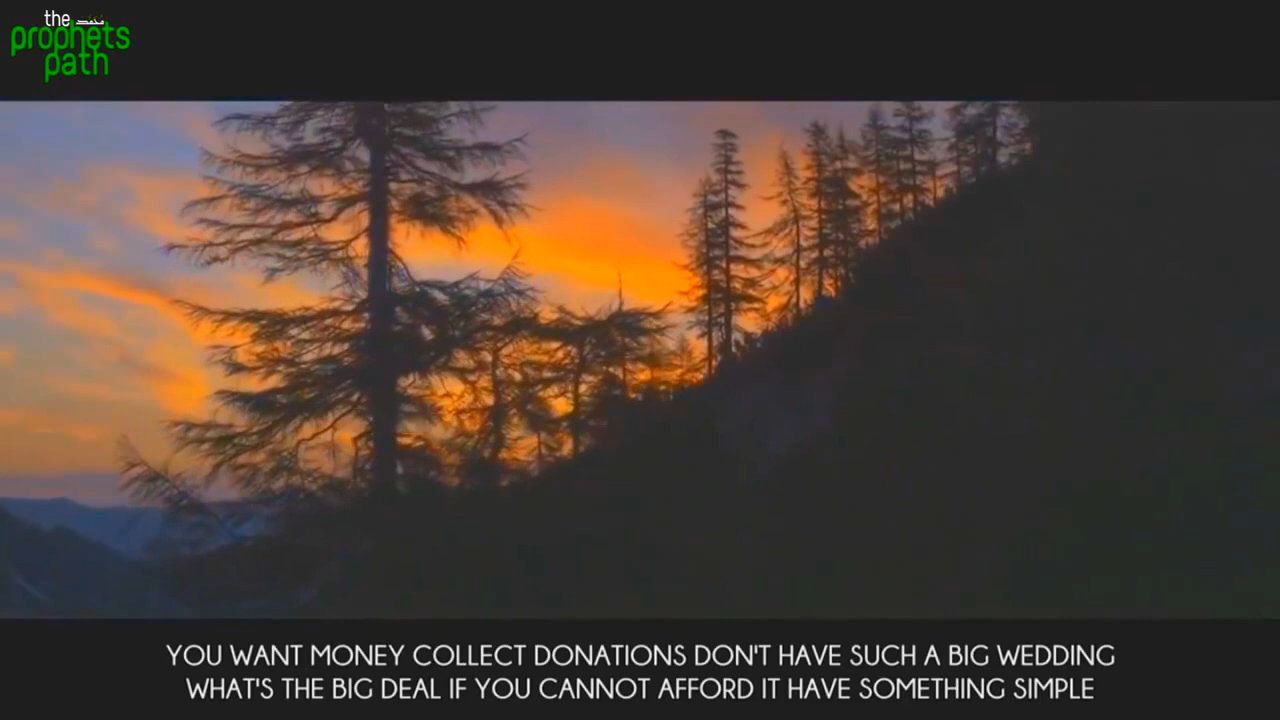 the
prophets
path
YOU WANT MONEY COLLECT DONATIONS DON'T HAVE SUCH A BIG WEDDING
WHAT'S THE BIG DEAL IF YOU CANNOT AFFORD IT HAVE SOMETHING SIMPLE